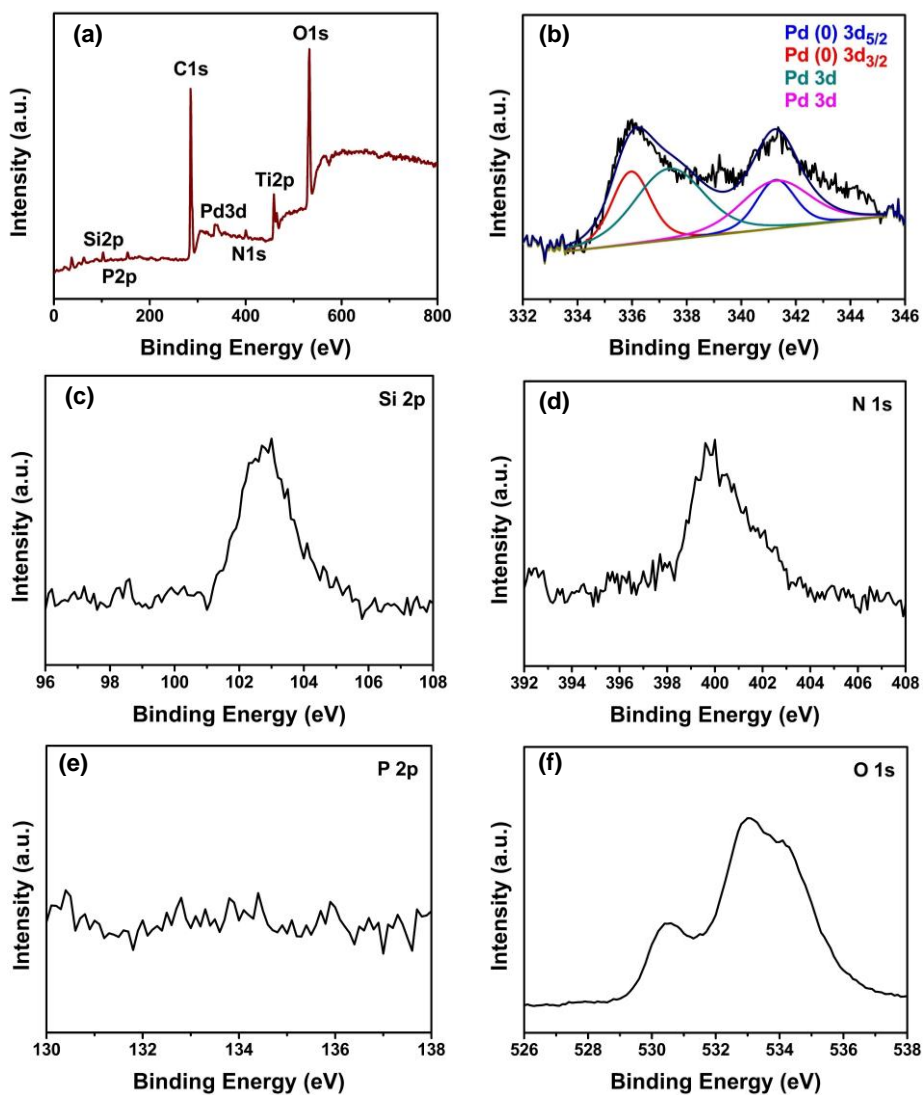 (a)
O1s
C1s
Ti2p
Pd3d
Si2p
N1s
P2p
Intensity (a.u.)
0 200 400 600 800
Binding Energy (eV)
(b)
Pd (0) 3d5/2
Pd (0) 3d3/2
Pd 3d
Pd 3d
Intensity (a.u.)
332 334 336 338 340 342 344 346
Binding Energy (eV)
(c)
Si 2p
Intensity (a.u.)
96 98 100 102 104 106 108
Binding Energy (eV)
(d)
N 1s
Intensity (a.u.)
392 394 396 398 400 402 404 406 408
Binding Energy (eV)
(e)
P 2p
Intensity (a.u.)
130 132 134 136 138
Binding Energy (eV)
(f)
O 1s
Intensity (a.u.)
526 528 530 532 534 536 538
Binding Energy (eV)